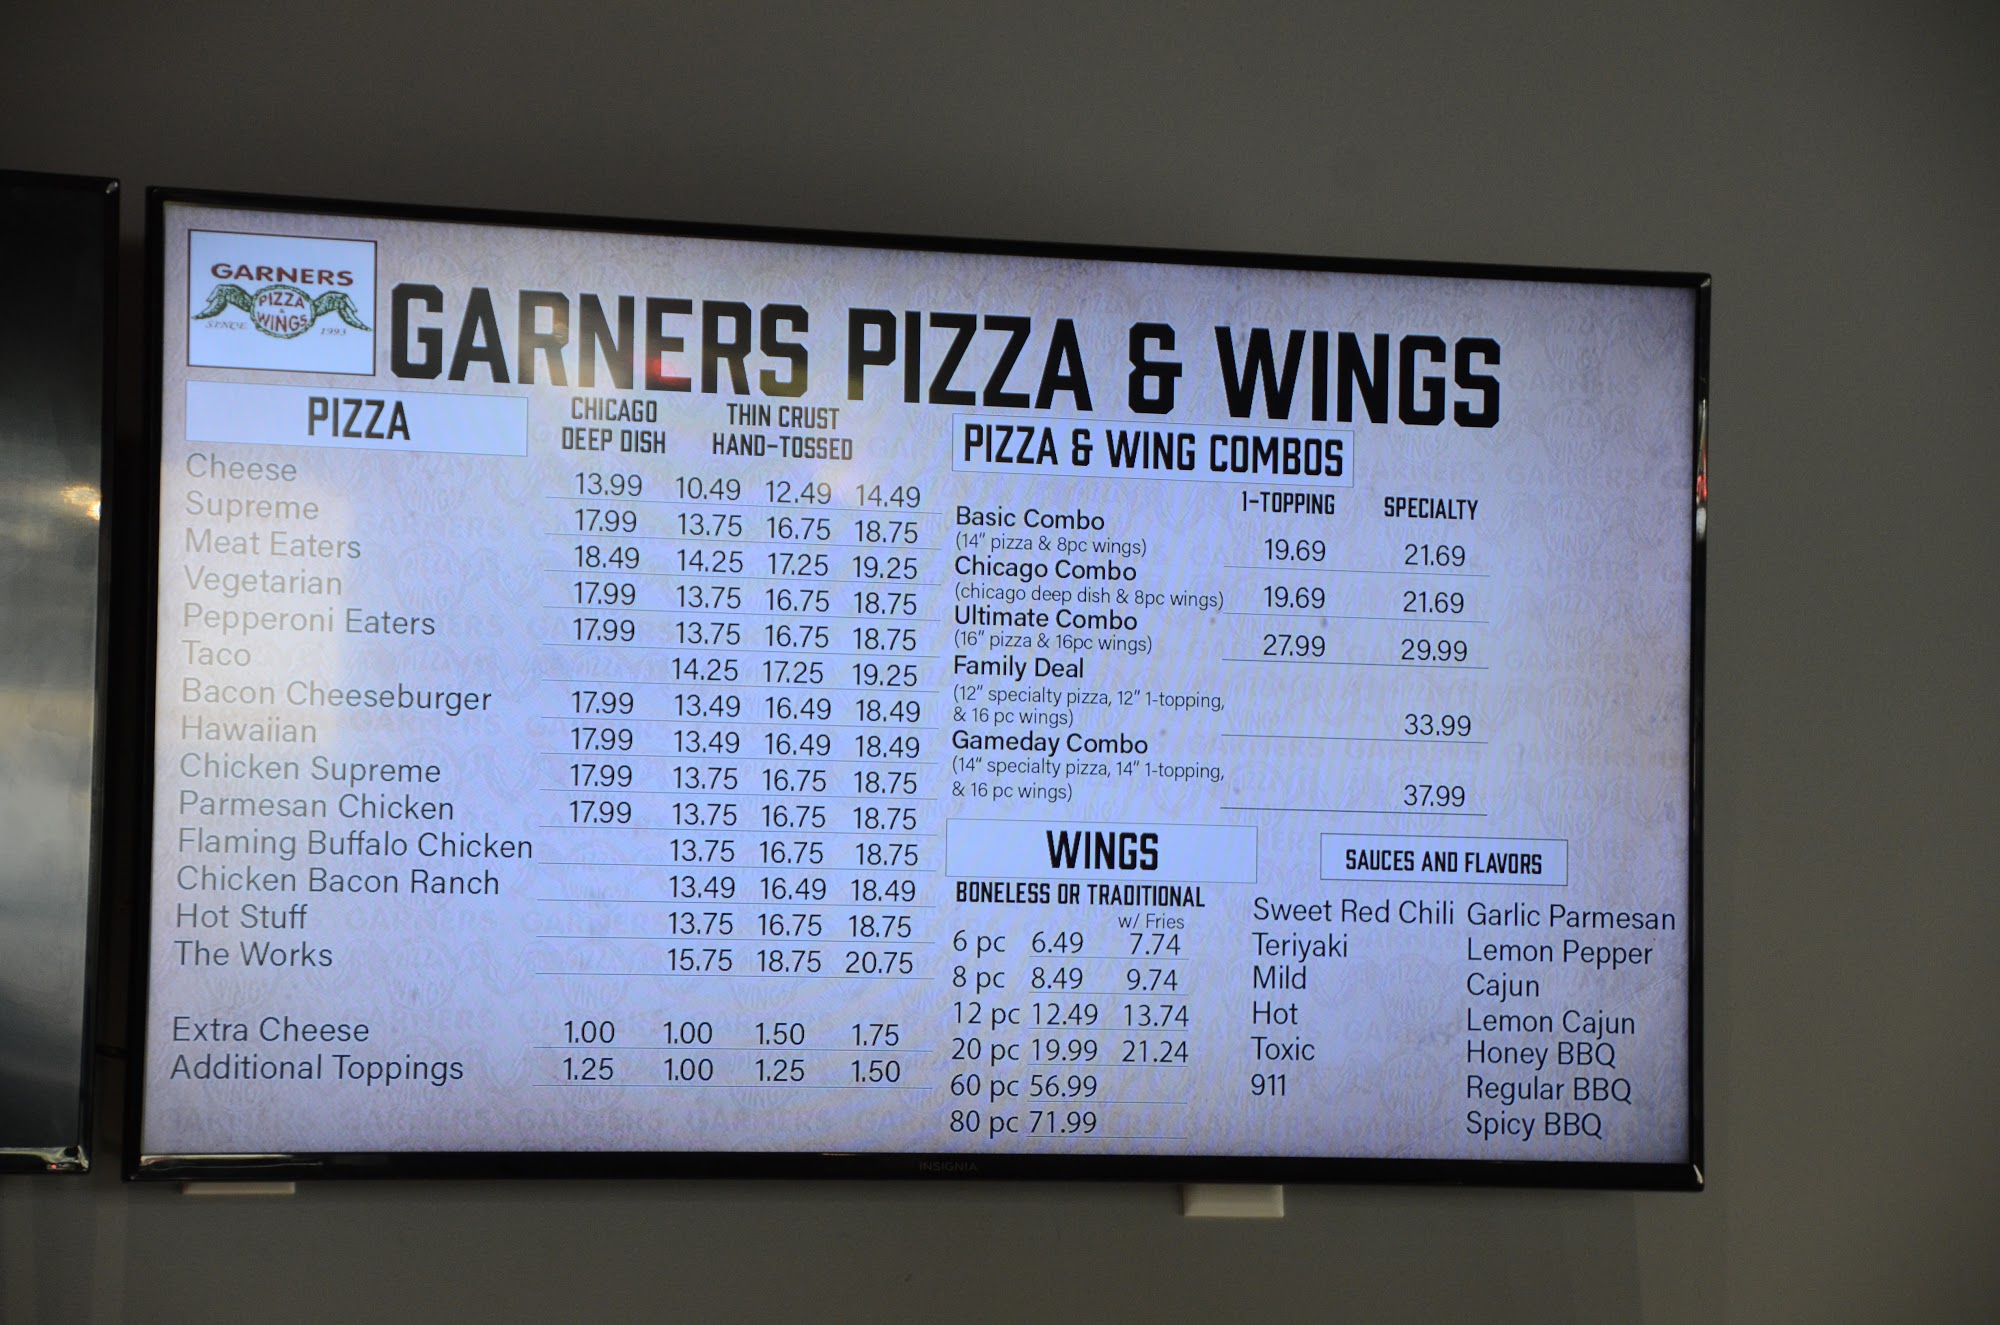 GARNERS
PIZZA
&
WINGS
SINCE 1993
GARNERS PIZZA & WINGS
PIZZA
CHICAGO
DEEP DISH
THIN CRUST
HAND-TOSSED
Cheese 13.99 10.49 12.49 14.49
Supreme 17.99 13.75 16.75 18.75
Meat Eaters 18.49 14.25 17.25 19.25
Vegetarian 17.99 13.75 16.75 18.75
Pepperoni Eaters 17.99 13.75 16.75 18.75
Taco 14.25 17.25 19.25
Bacon Cheeseburger 17.99 13.49 16.49 18.49
Hawaiian 17.99 13.49 16.49 18.49
Chicken Supreme 17.99 13.75 16.75 18.75
Parmesan Chicken 17.99 13.75 16.75 18.75
Flaming Buffalo Chicken 13.75 16.75 18.75
Chicken Bacon Ranch 13.49 16.49 18.49
Hot Stuff 13.75 16.75 18.75
The Works 15.75 18.75 20.75
Extra Cheese 1.00 1.00 1.50 1.75
Additional Toppings 1.25 1.00 1.25 1.50
PIZZA & WING COMBOS
1-TOPPING SPECIALTY
Basic Combo
(14" pizza & 8pc wings) 19.69 21.69
Chicago Combo
(chicago deep dish & 8pc wings) 19.69 21.69
Ultimate Combo
(16" pizza & 16pc wings) 27.99 29.99
Family Deal
(12" specialty pizza, 12" 1-topping,
& 16 pc wings) 33.99
Gameday Combo
(14" specialty pizza, 14" 1-topping,
& 16 pc wings) 37.99
WINGS
BONELESS OR TRADITIONAL
w/ Fries
6 pc 6.49 7.74
8 pc 8.49 9.74
12 pc 12.49 13.74
20 pc 19.99 21.24
60 pc 56.99
80 pc 71.99
SAUCES AND FLAVORS
Sweet Red Chili Garlic Parmesan
Teriyaki Lemon Pepper
Mild Cajun
Hot Lemon Cajun
Toxic Honey BBQ
911 Regular BBQ
Spicy BBQ
INSIGNIA